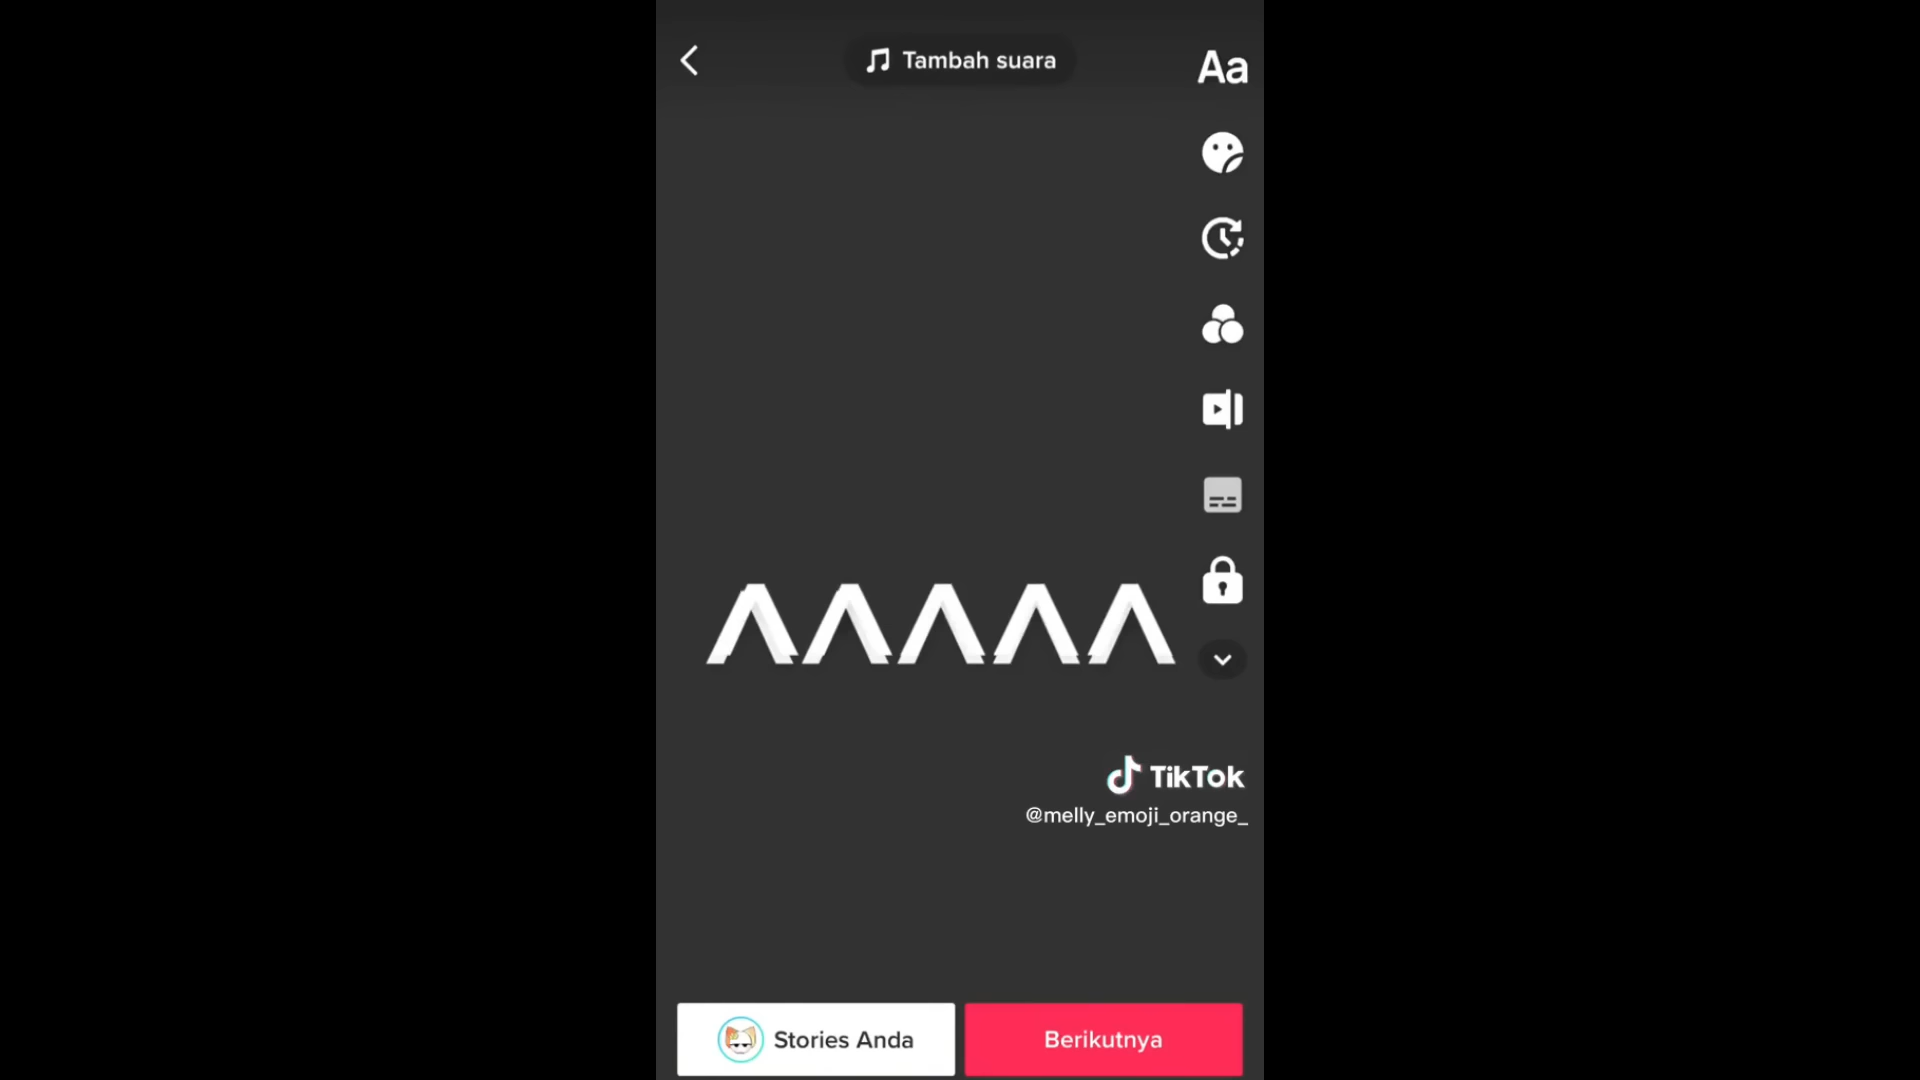 Tambah suara
Aa
ΛΛΛΛΛ
TikTok
@melly_emoji_orange_
Stories Anda
Berikutnya